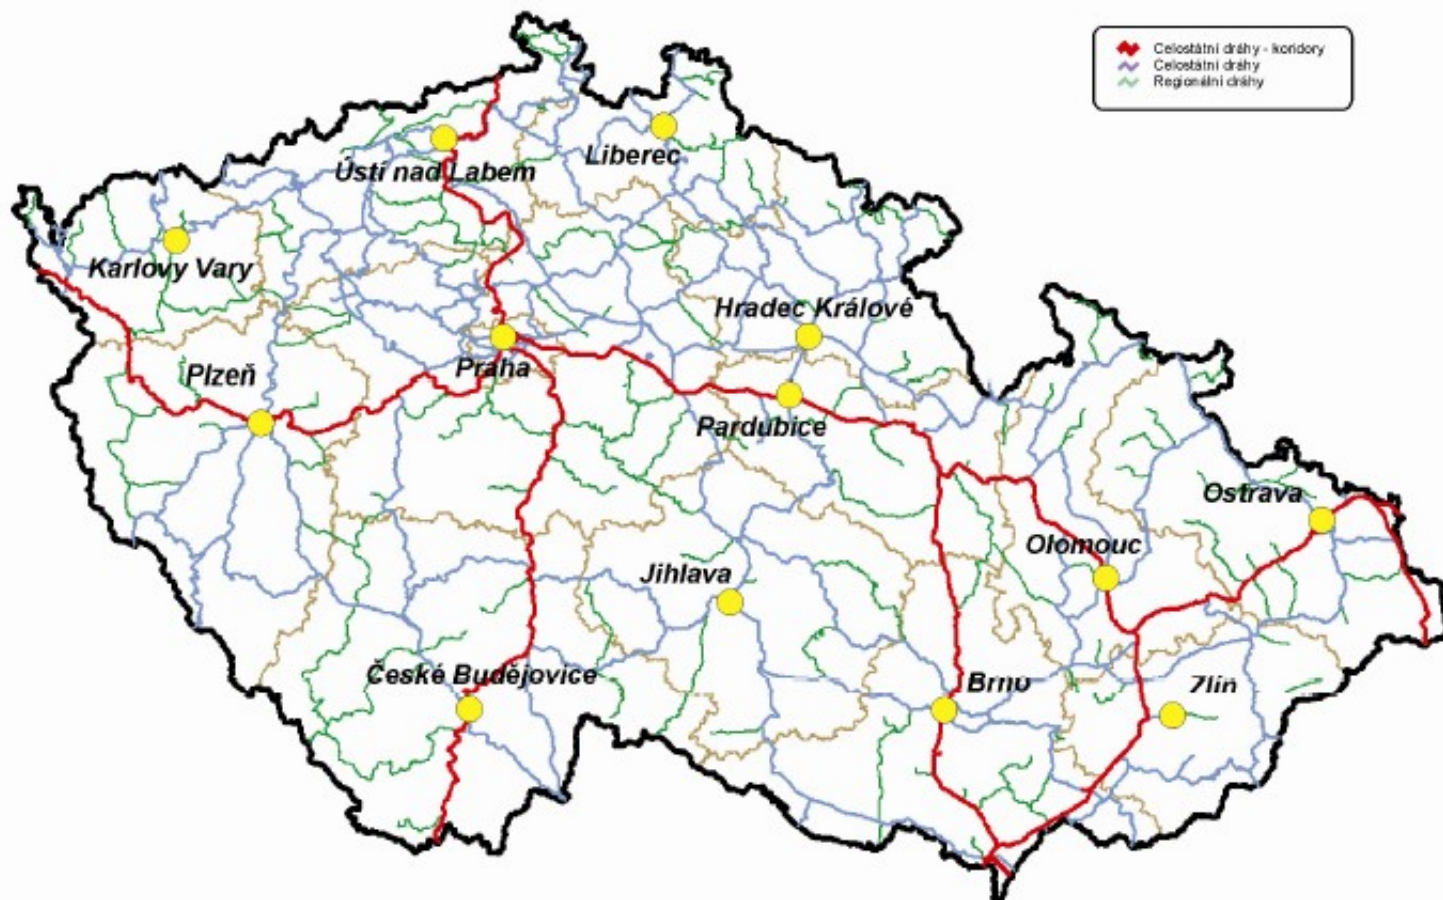 Celostátní dráhy - koridory
Celostátní dráhy
Regionální dráhy
Liberec
Ústí nad Labem
Karlovy Vary
Hradec Králové
Praha
Plzeň
Pardubice
Ostrava
Olomouc
Jihlava
České Budějovice
Brno
Zlín